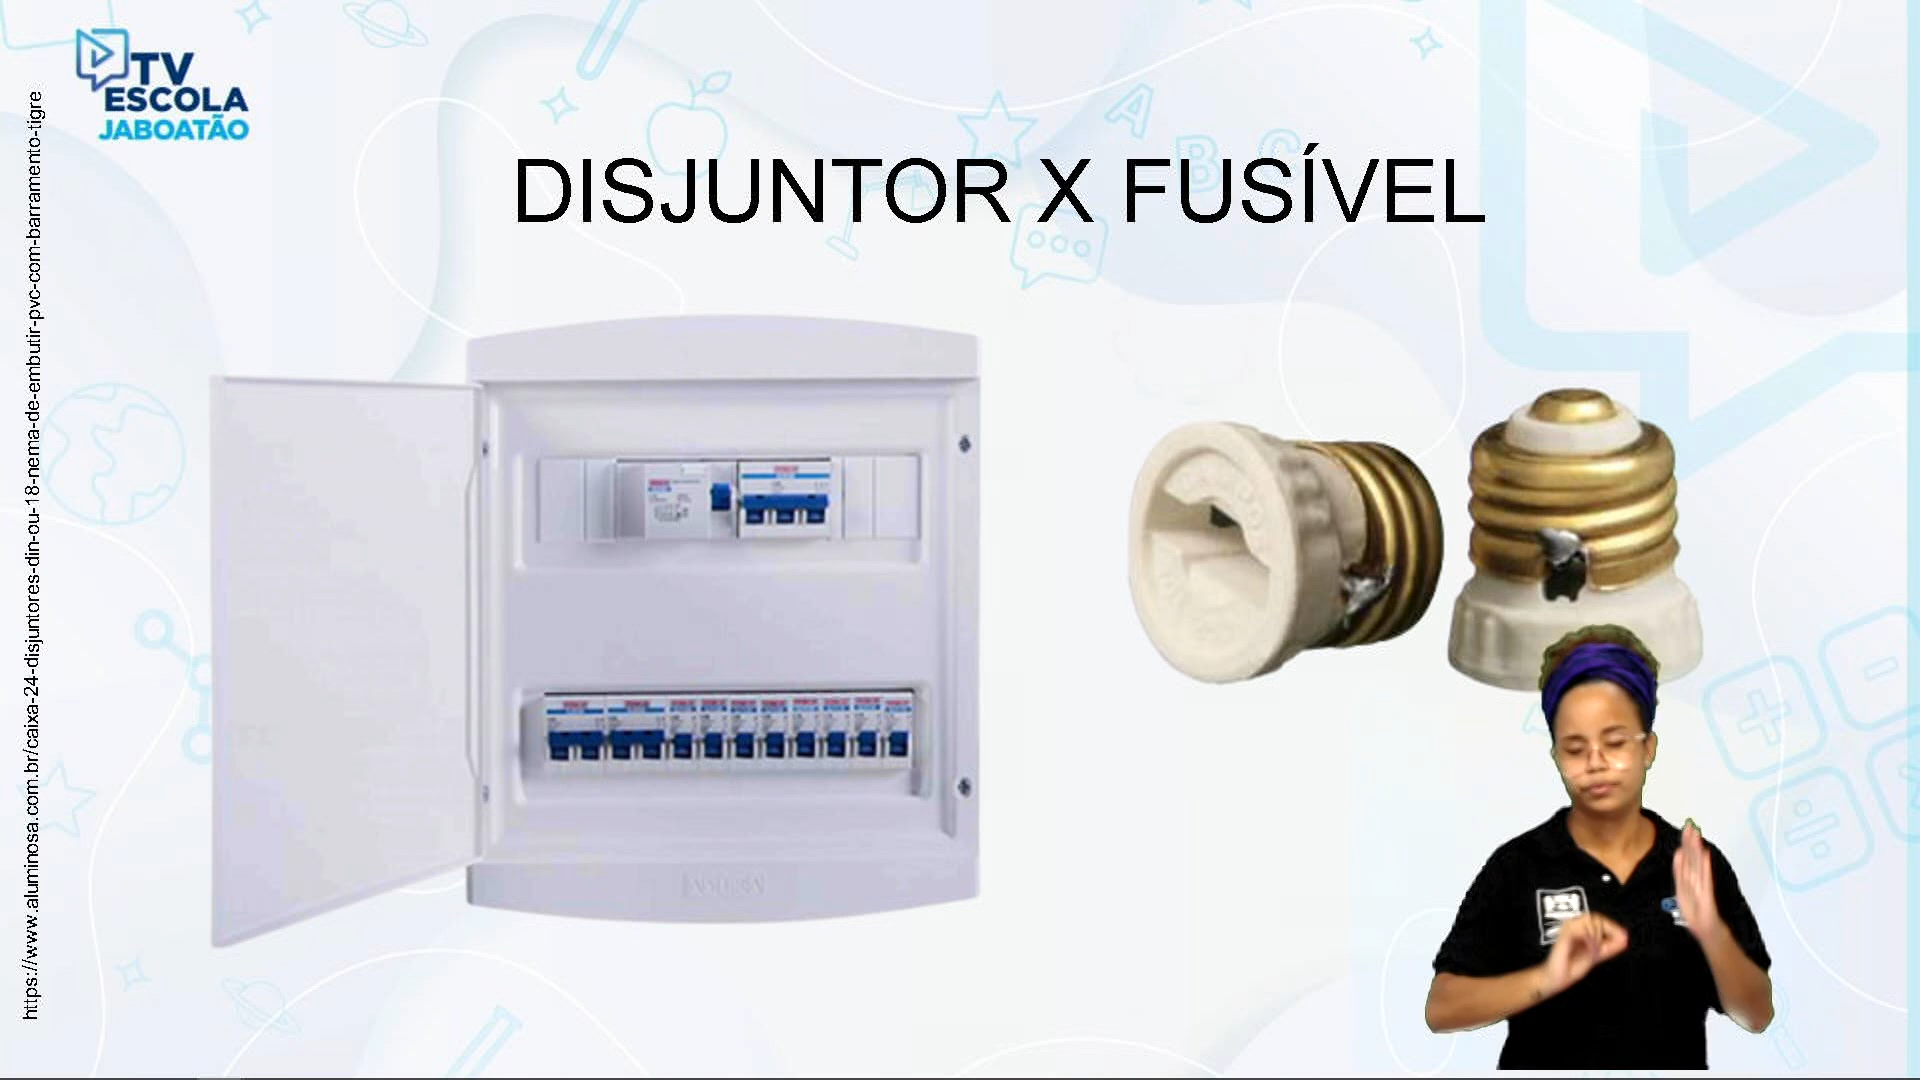 TV
ESCOLA
JABOATÃO
DISJUNTOR X FUSÍVEL
https://www.aluminosa.com.br/caixa-24-disjuntores-din-ou-18-nema-de-embutir-pvc-com-barramento-tigre
A
B
C